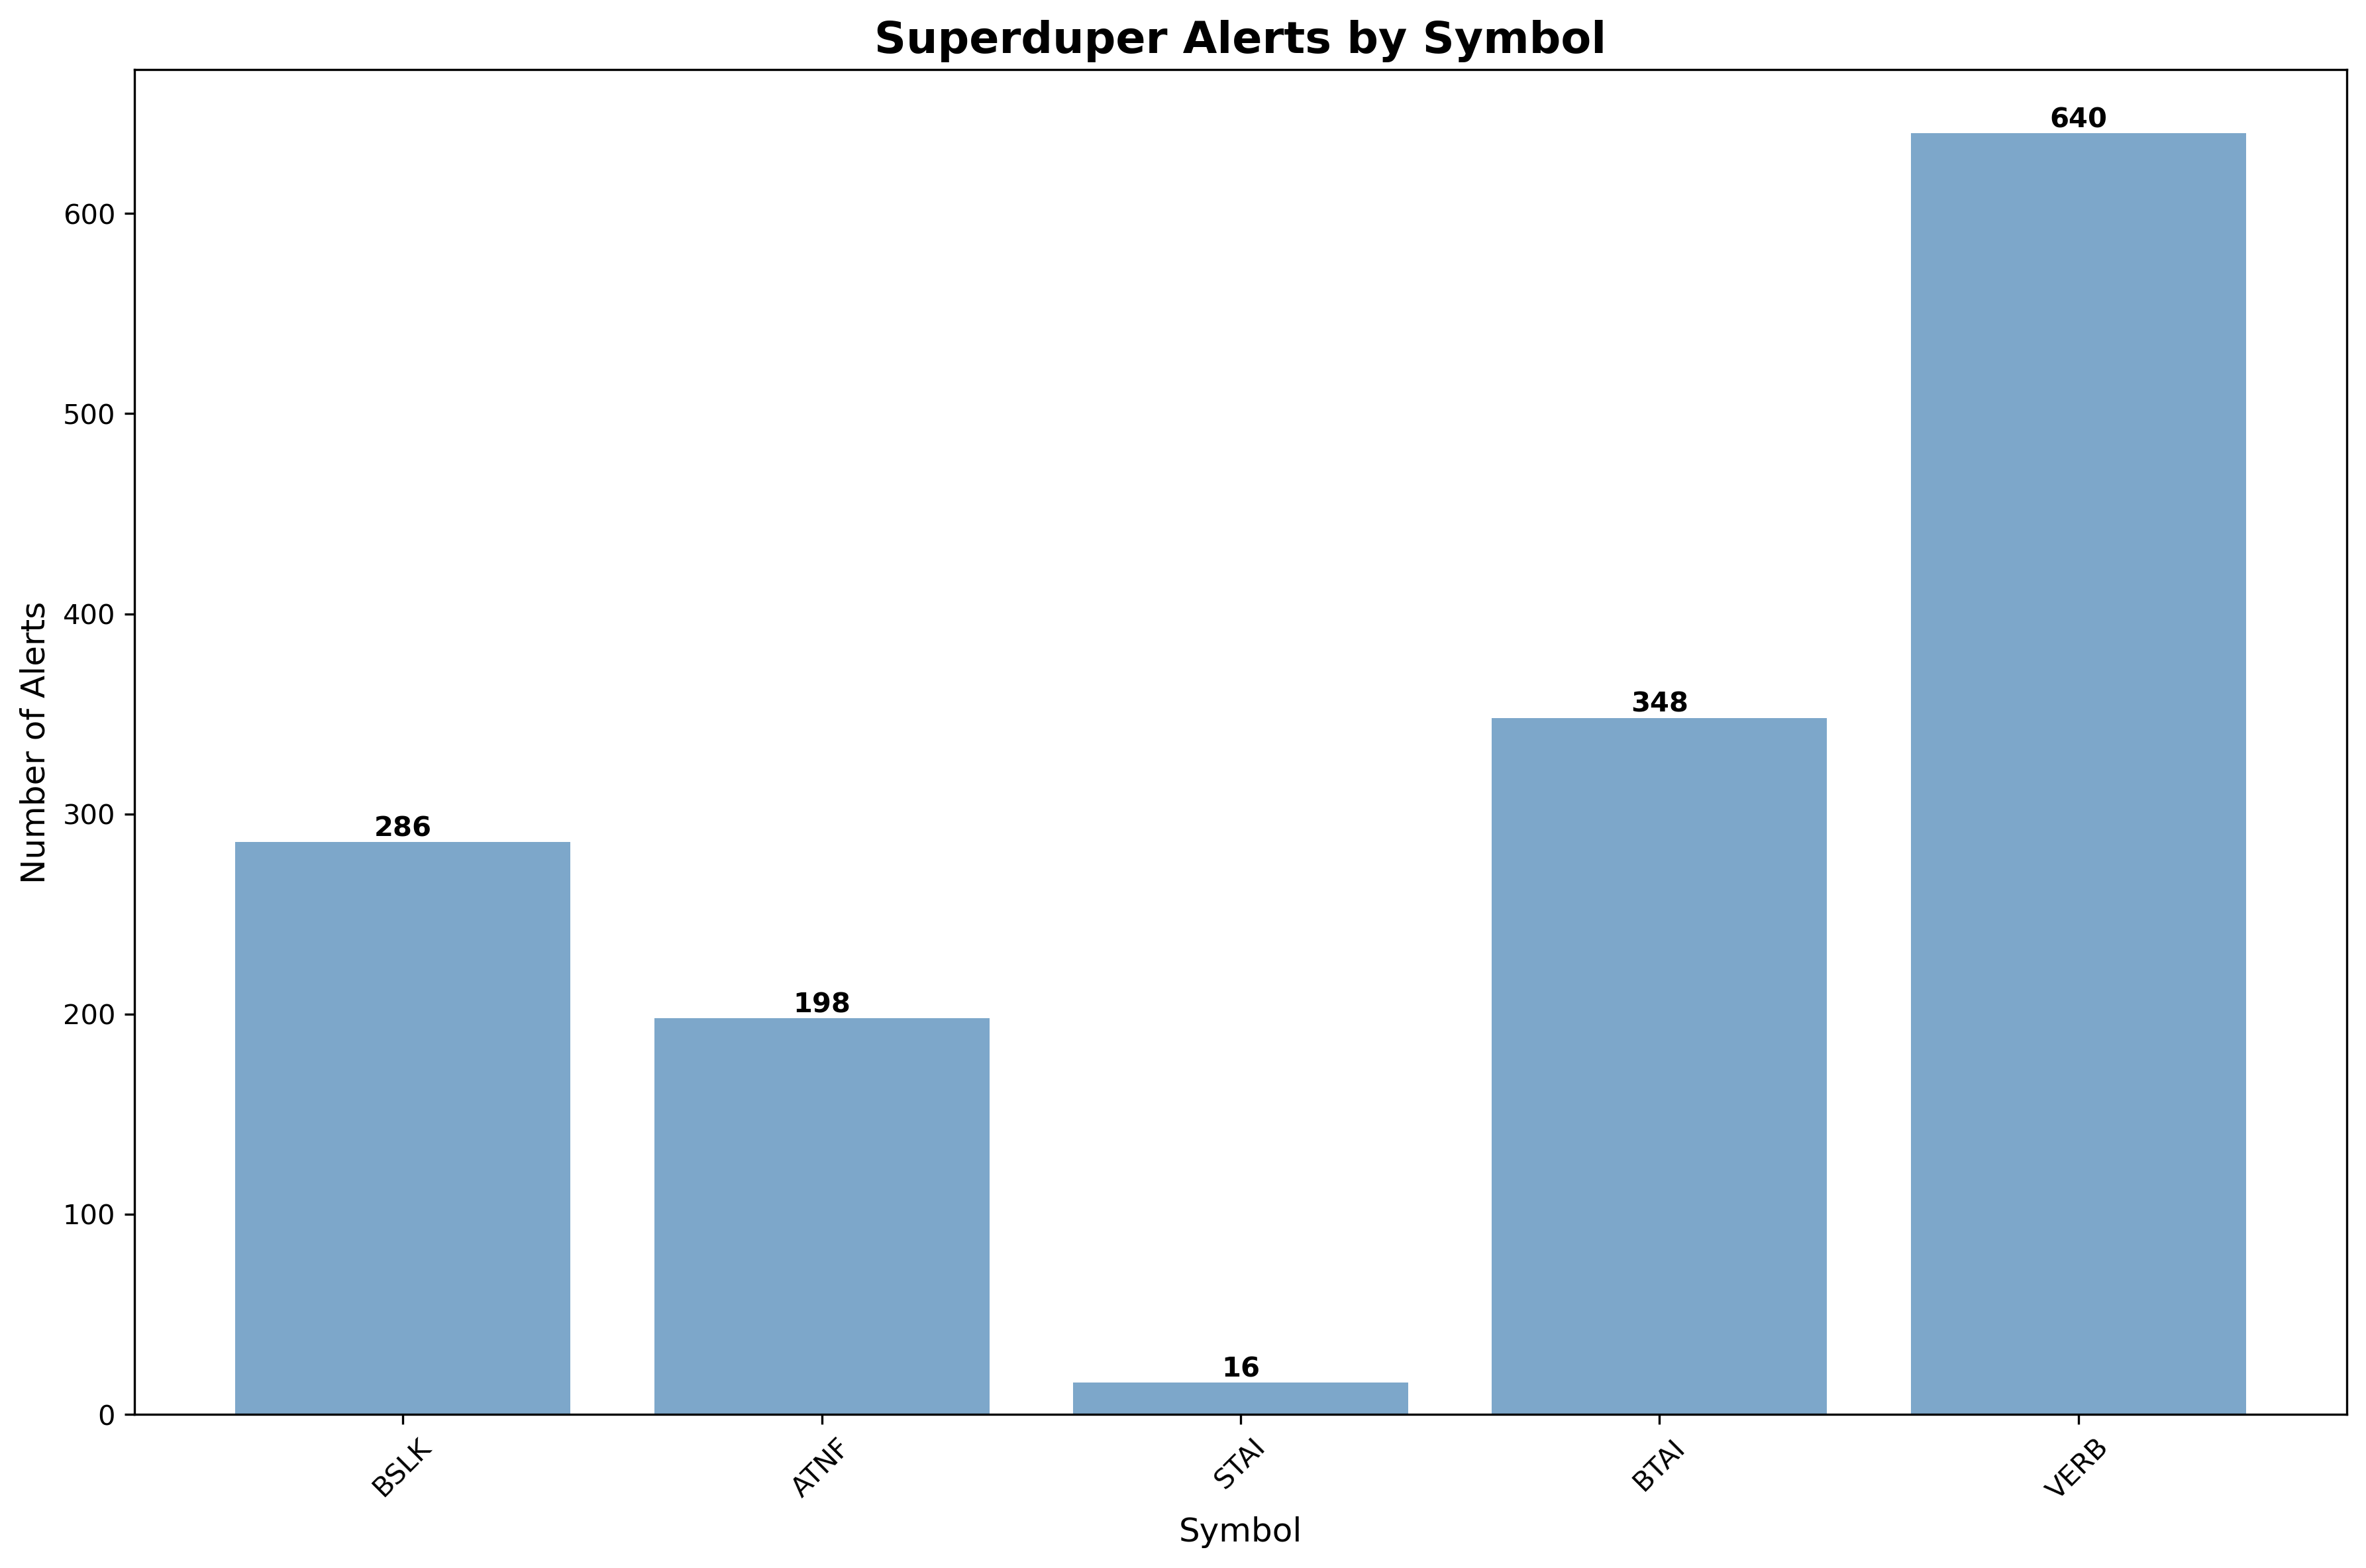 Superduper Alerts by Symbol
Number of Alerts
600
500
400
300
200
100
0
286
198
16
348
640
BSLK
ATNF
STAI
BTAI
VERB
Symbol